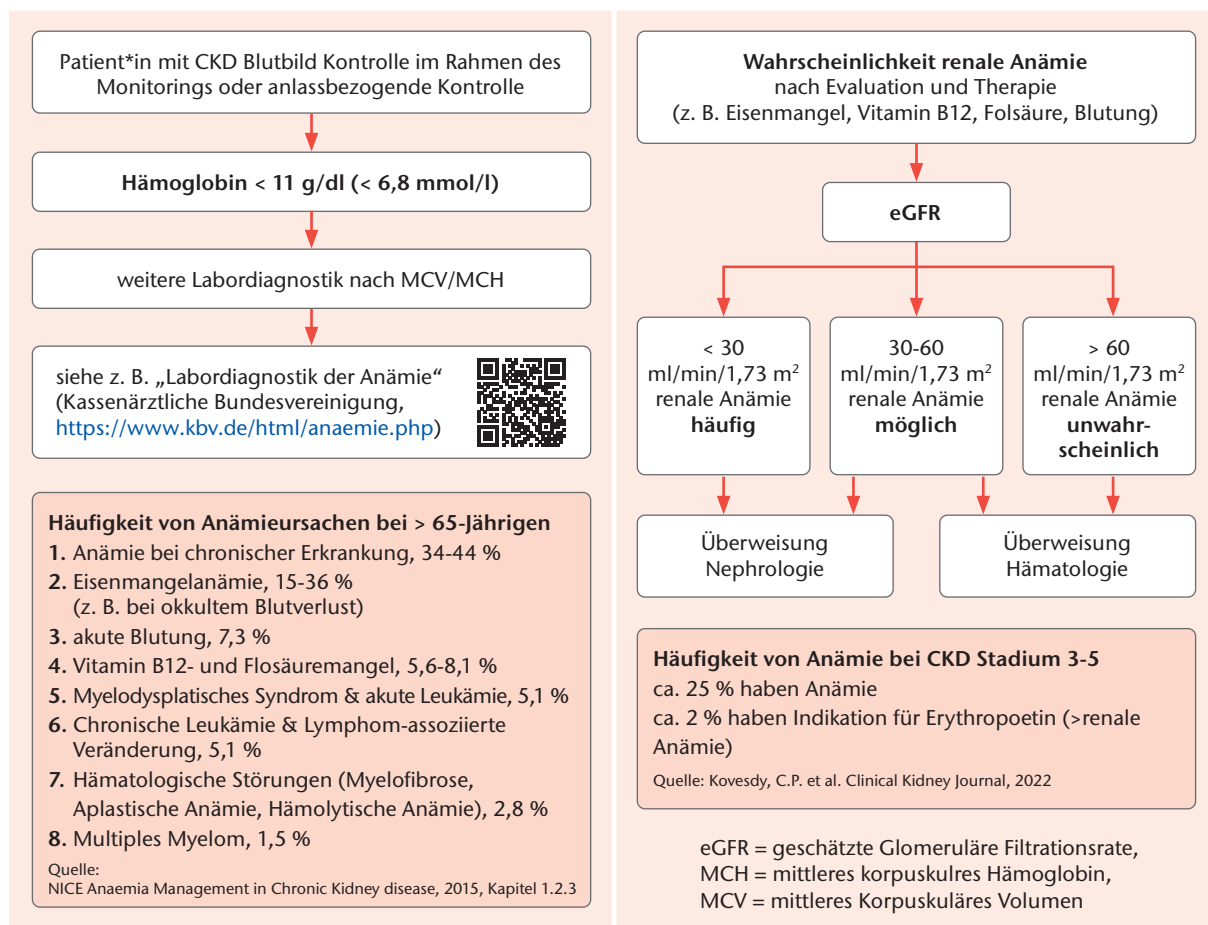 Patient*in mit CKD Blutbild Kontrolle im Rahmen des
Monitorings oder anlassbezogende Kontrolle
Hämoglobin < 11 g/dl (< 6,8 mmol/l)
weitere Labordiagnostik nach MCV/MCH
siehe z. B. „Labordiagnostik der Anämie“
(Kassenärztliche Bundesvereinigung,
https://www.kbv.de/html/anaemie.php)
Häufigkeit von Anämieursachen bei > 65-Jährigen
1. Anämie bei chronischer Erkrankung, 34-44 %
2. Eisenmangelanämie, 15-36 %
(z. B. bei okkultem Blutverlust)
3. akute Blutung, 7,3 %
4. Vitamin B12- und Flosäuremangel, 5,6-8,1 %
5. Myelodysplatisches Syndrom & akute Leukämie, 5,1 %
6. Chronische Leukämie & Lymphom-assoziierte
Veränderung, 5,1 %
7. Hämatologische Störungen (Myelofibrose,
Aplastische Anämie, Hämolytische Anämie), 2,8 %
8. Multiples Myelom, 1,5 %
Quelle:
NICE Anaemia Management in Chronic Kidney disease, 2015, Kapitel 1.2.3
Wahrscheinlichkeit renale Anämie
nach Evaluation und Therapie
(z. B. Eisenmangel, Vitamin B12, Folsäure, Blutung)
eGFR
< 30
ml/min/1,73 m²
renale Anämie
häufig
30-60
ml/min/1,73 m²
renale Anämie
möglich
> 60
ml/min/1,73 m²
renale Anämie
unwahr-
scheinlich
Überweisung
Nephrologie
Überweisung
Hämatologie
Häufigkeit von Anämie bei CKD Stadium 3-5
ca. 25 % haben Anämie
ca. 2 % haben Indikation für Erythropoetin (>renale
Anämie)
Quelle: Kovesdy, C.P. et al. Clinical Kidney Journal, 2022
eGFR = geschätzte Glomeruläre Filtrationsrate,
MCH = mittleres korpuskulres Hämoglobin,
MCV = mittleres Korpuskuläres Volumen